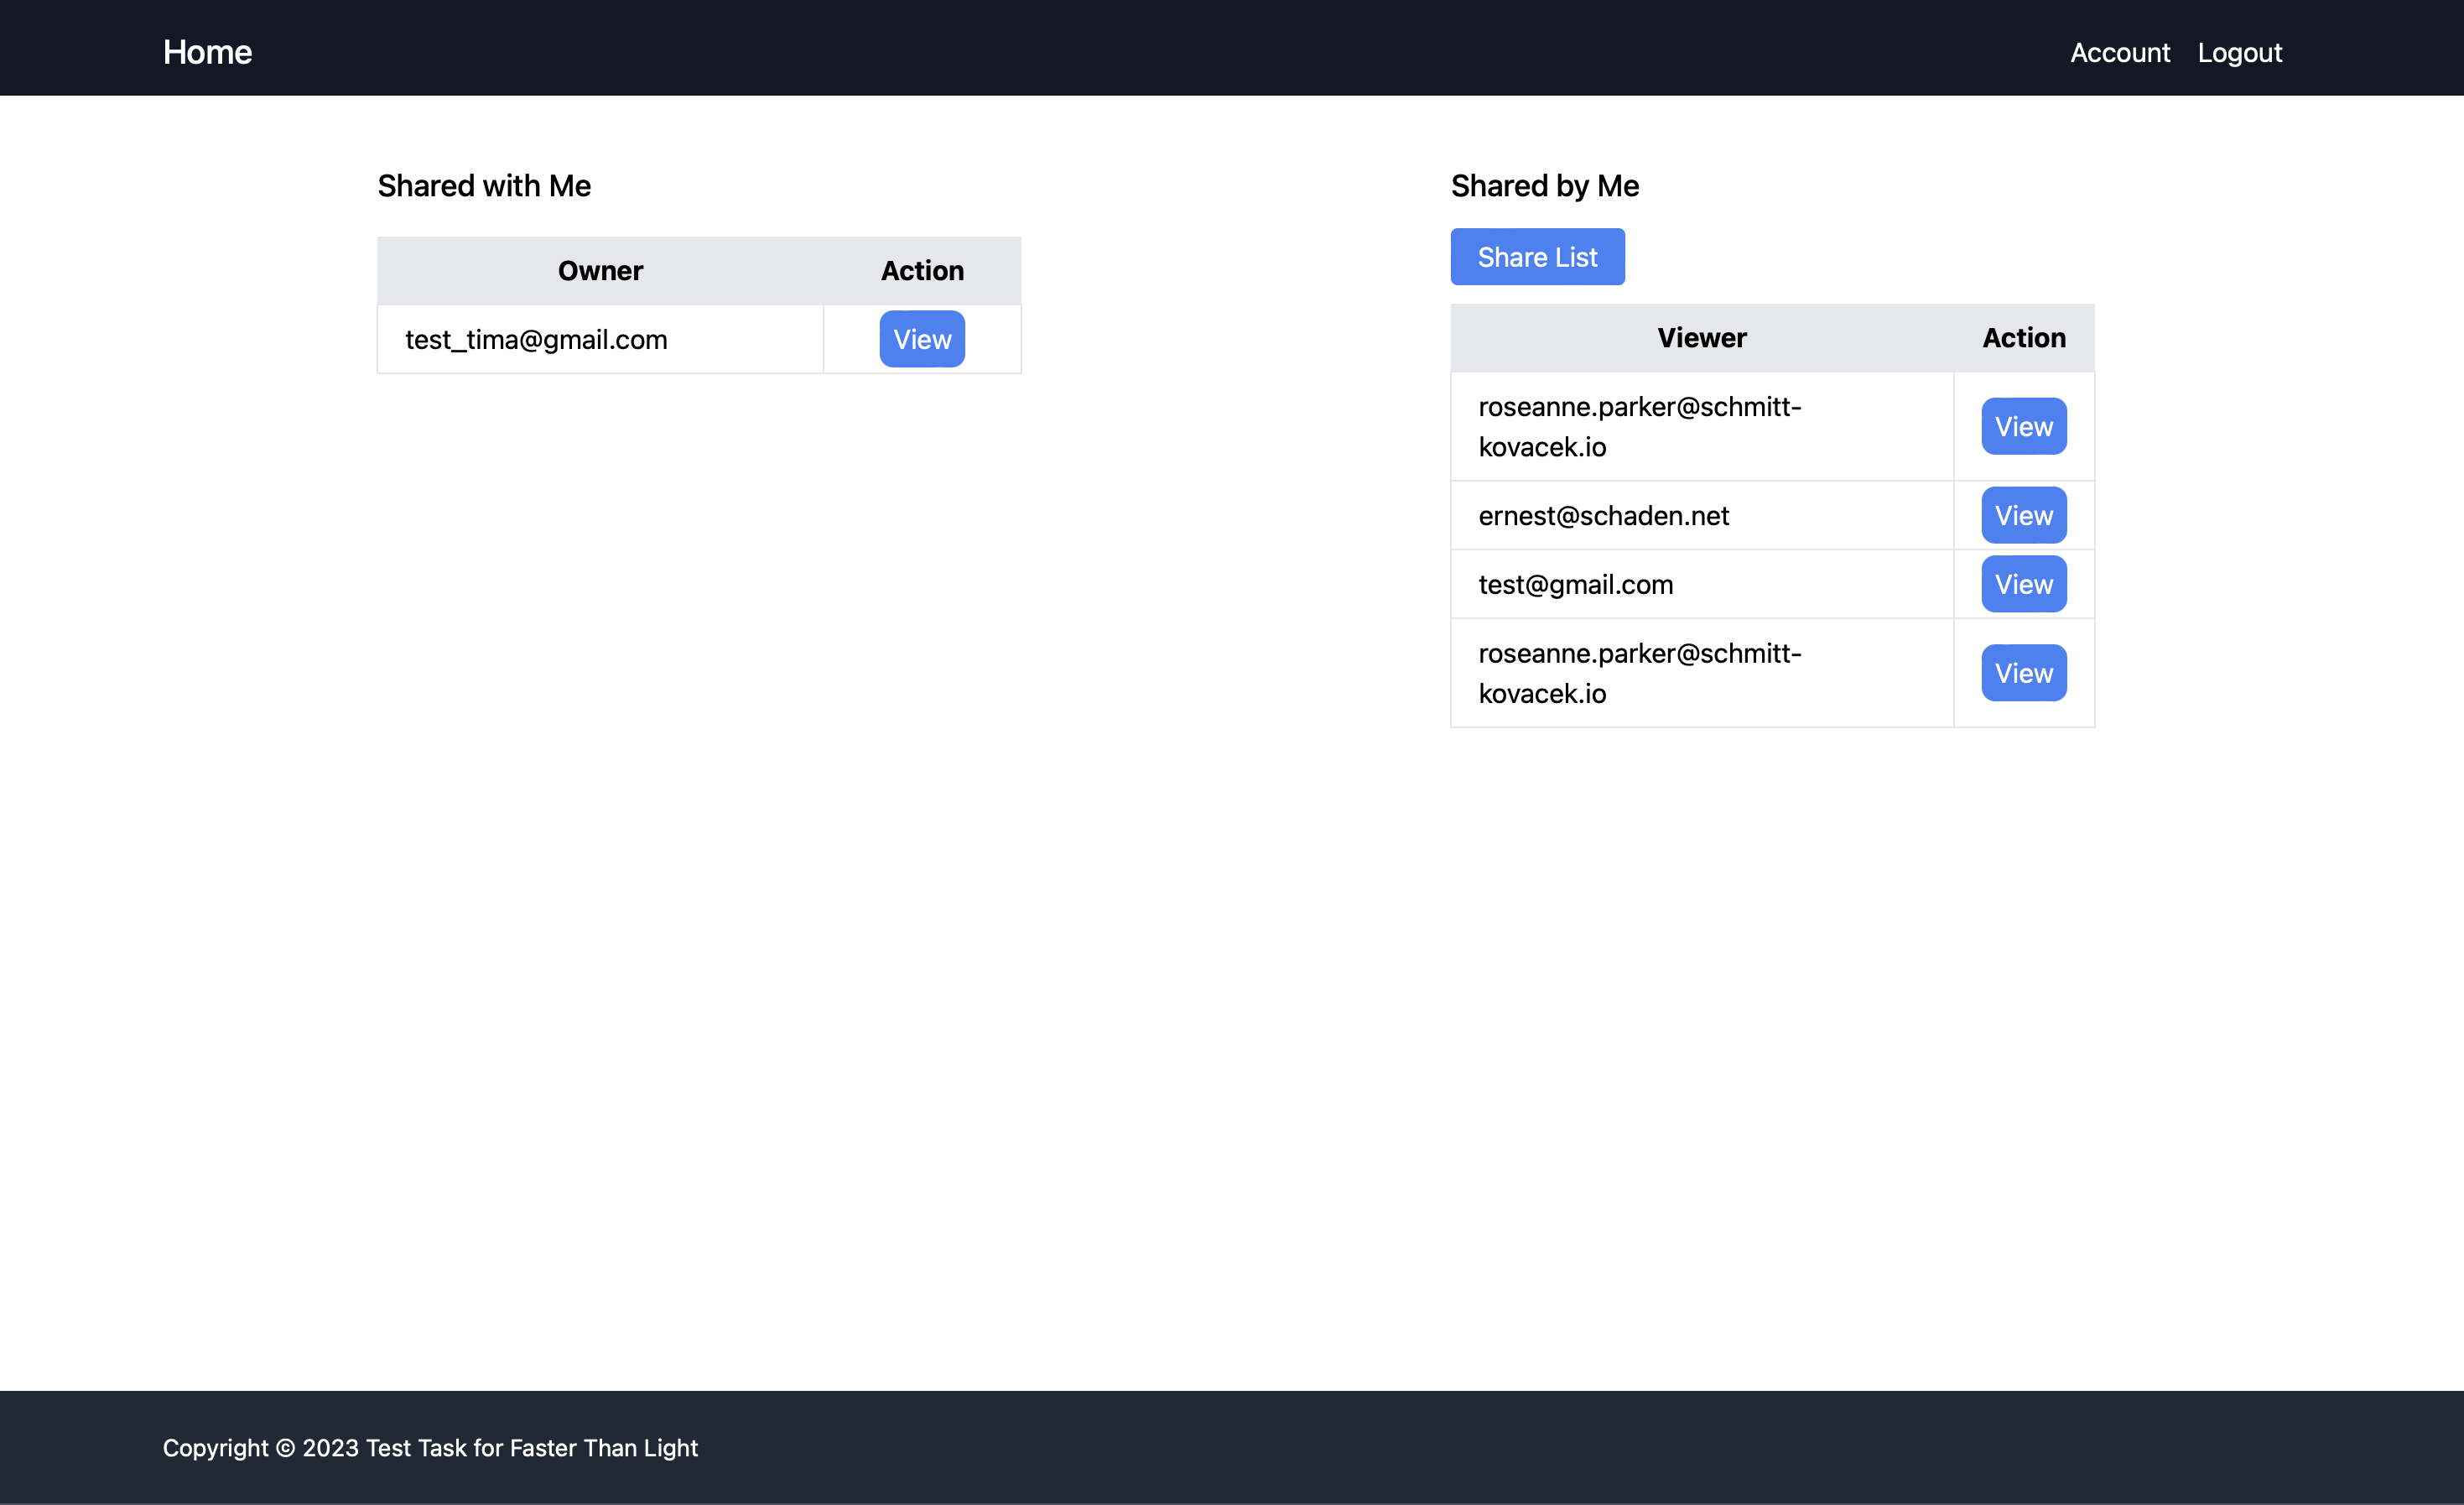 Home
Account Logout
Shared with Me
Owner Action
test_tima@gmail.com View
Shared by Me
Share List
Viewer Action
roseanne.parker@schmitt-
kovacek.io
View
ernest@schaden.net View
test@gmail.com View
roseanne.parker@schmitt-
kovacek.io
View
Copyright © 2023 Test Task for Faster Than Light